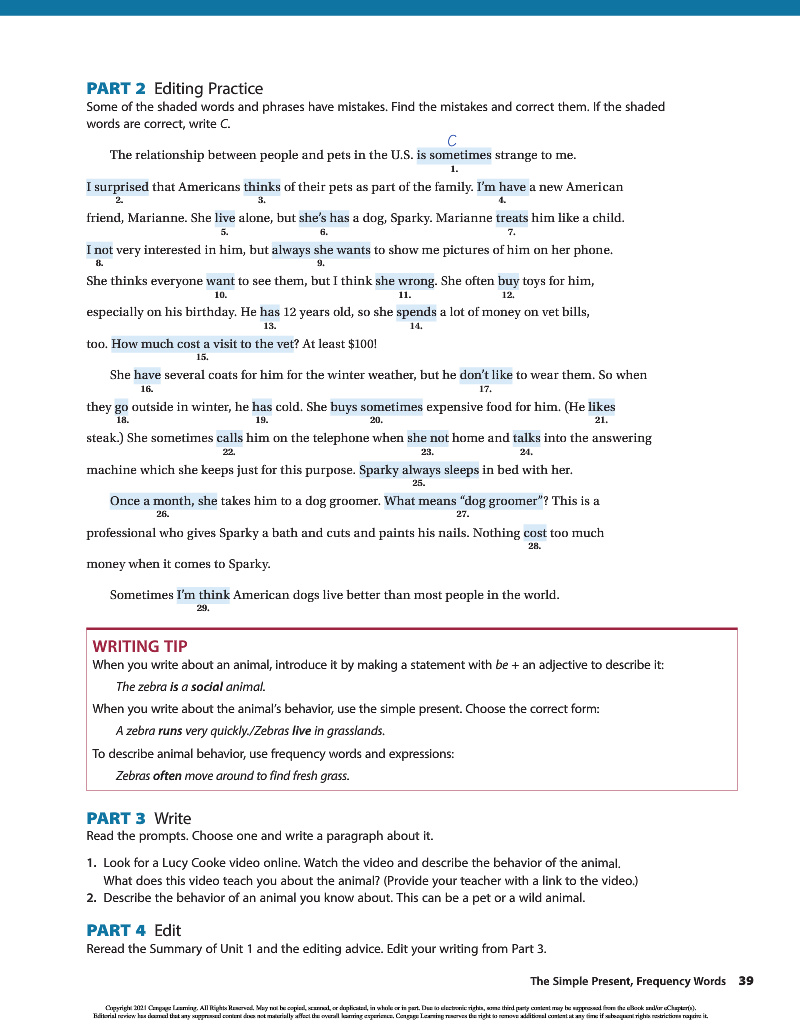 PART 2 Editing Practice
Some of the shaded words and phrases have mistakes. Find the mistakes and correct them. If the shaded
words are correct, write C.
C
The relationship between people and pets in the U.S. is sometimes strange to me.
1.
I surprised that Americans thinks of their pets as part of the family. I'm have a new American
2. 3. 4.
friend, Marianne. She live alone, but she's has a dog, Sparky. Marianne treats him like a child.
5. 6. 7.
I not very interested in him, but always she wants to show me pictures of him on her phone.
8. 9.
She thinks everyone want to see them, but I think she wrong. She often buy toys for him,
10. 11. 12.
especially on his birthday. He has 12 years old, so she spends a lot of money on vet bills,
13. 14.
too. How much cost a visit to the vet? At least $100!
15.
She have several coats for him for the winter weather, but he don't like to wear them. So when
16. 17.
they go outside in winter, he has cold. She buys sometimes expensive food for him. (He likes
18. 19. 20. 21.
steak.) She sometimes calls him on the telephone when she not home and talks into the answering
22. 23. 24.
machine which she keeps just for this purpose. Sparky always sleeps in bed with her.
25.
Once a month, she takes him to a dog groomer. What means "dog groomer"? This is a
26. 27.
professional who gives Sparky a bath and cuts and paints his nails. Nothing cost too much
28.
money when it comes to Sparky.
Sometimes I'm think American dogs live better than most people in the world.
29.
WRITING TIP
When you write about an animal, introduce it by making a statement with be + an adjective to describe it:
The zebra is a social animal.
When you write about the animal's behavior, use the simple present. Choose the correct form:
A zebra runs very quickly./Zebras live in grasslands.
To describe animal behavior, use frequency words and expressions:
Zebras often move around to find fresh grass.
PART 3 Write
Read the prompts. Choose one and write a paragraph about it.
1. Look for a Lucy Cooke video online. Watch the video and describe the behavior of the animal.
What does this video teach you about the animal? (Provide your teacher with a link to the video.)
2. Describe the behavior of an animal you know about. This can be a pet or a wild animal.
PART 4 Edit
Reread the Summary of Unit 1 and the editing advice. Edit your writing from Part 3.
The Simple Present, Frequency Words 39
Copyright 2021 Cengage Learning. All Rights Reserved. May not be copied, scanned, or duplicated, in whole or in part. Due to electronic rights, some third party content may be suppressed from the eBook and/or eChapter(s).
Editorial review has deemed that any suppressed content does not materially affect the overall learning experience. Cengage Learning reserves the right to remove additional content at any time if subsequent rights restrictions require it.